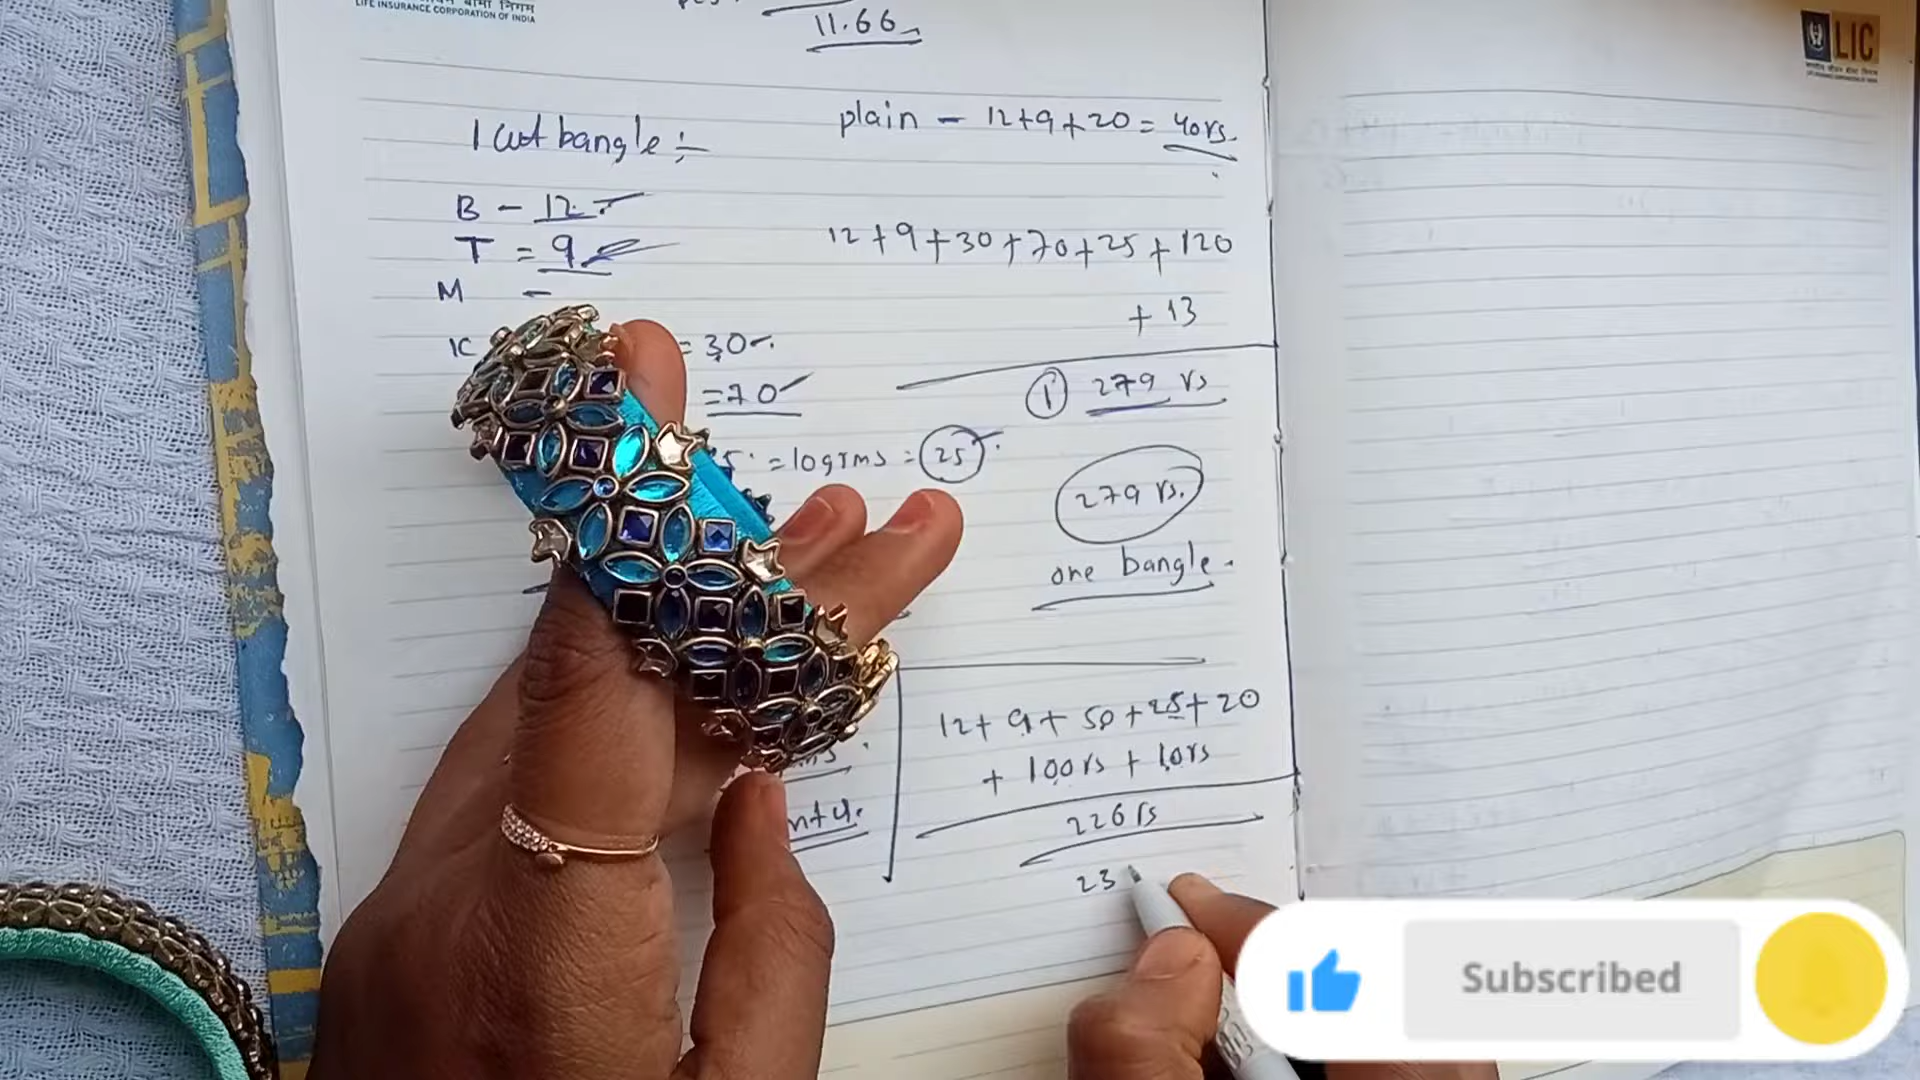 LIFE INSURANCE CORPORATION OF INDIA
11.66
LIC
1 cut bangle :-
plain - 12+9+20 = 40rs.
B - 12
T = 9
M -
12+9+30+70+25+120
+ 13
IC = 30
= 70
① 279 rs
= 10grms = 25
279 rs.
one bangle.
12+9+50+25+20
+ 100rs + 10rs
226rs
23
Subscribed